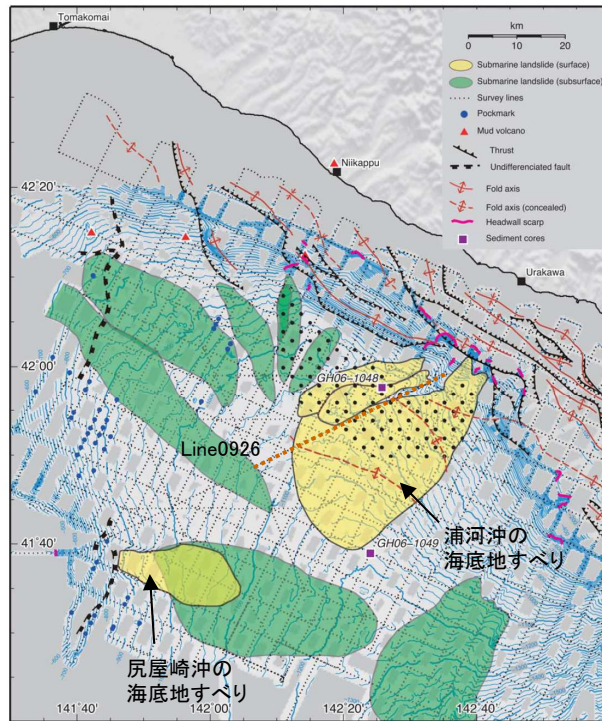 Tomakomai
km
0 10 20
Submarine landslide (surface)
Submarine landslide (subsurface)
Survey lines
Pockmark
Mud volcano
Thrust
Undifferenciated fault
Fold axis
Fold axis (concealed)
Headwall scarp
Sediment cores
Niikappu
42°20'
Urakawa
42°00'
GH06-1048
Line0926
41°40'
GH06-1049
浦河沖の
海底地すべり
尻屋崎沖の
海底地すべり
141°40' 142°00' 142°20' 142°40'